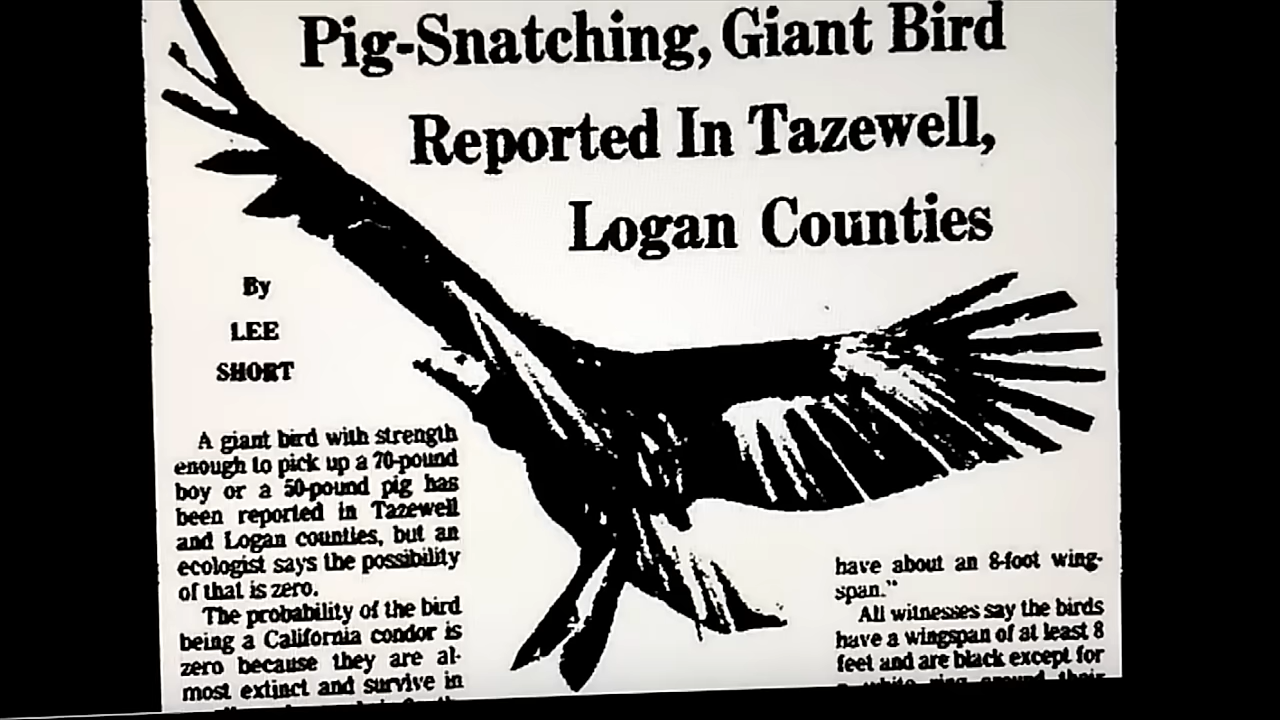 Pig-Snatching, Giant Bird
Reported In Tazewell,
Logan Counties
By
LEE
SHORT
A giant bird with strength
enough to pick up a 70-pound
boy or a 50-pound pig has
been reported in Tazewell
and Logan counties, but an
ecologist says the possibility
of that is zero.
The probability of the bird
being a California condor is
zero because they are al-
most extinct and survive in
have about an 8-foot wing-
span."
All witnesses say the birds
have a wingspan of at least 8
feet and are black except for
white ring around their